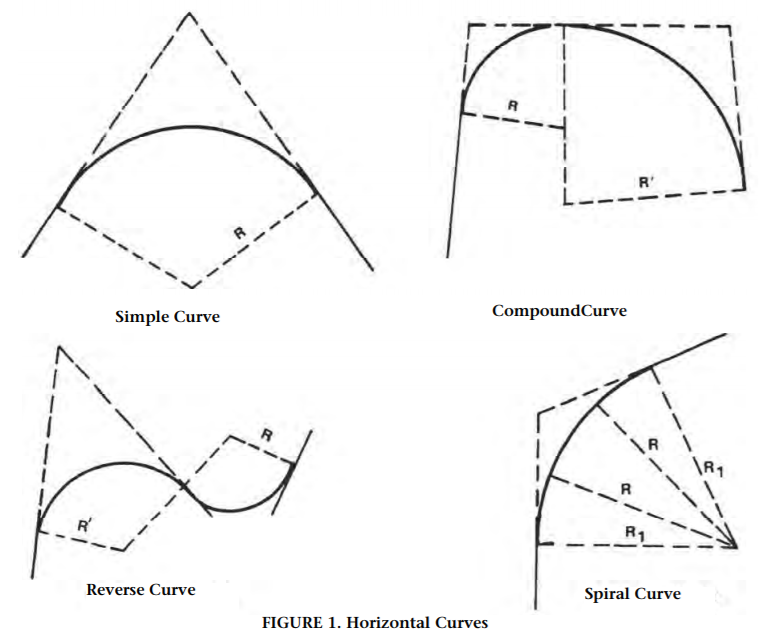 R
R
R'
Simple Curve
CompoundCurve
R
R'
R
R1
R
R1
Reverse Curve
Spiral Curve
FIGURE 1. Horizontal Curves